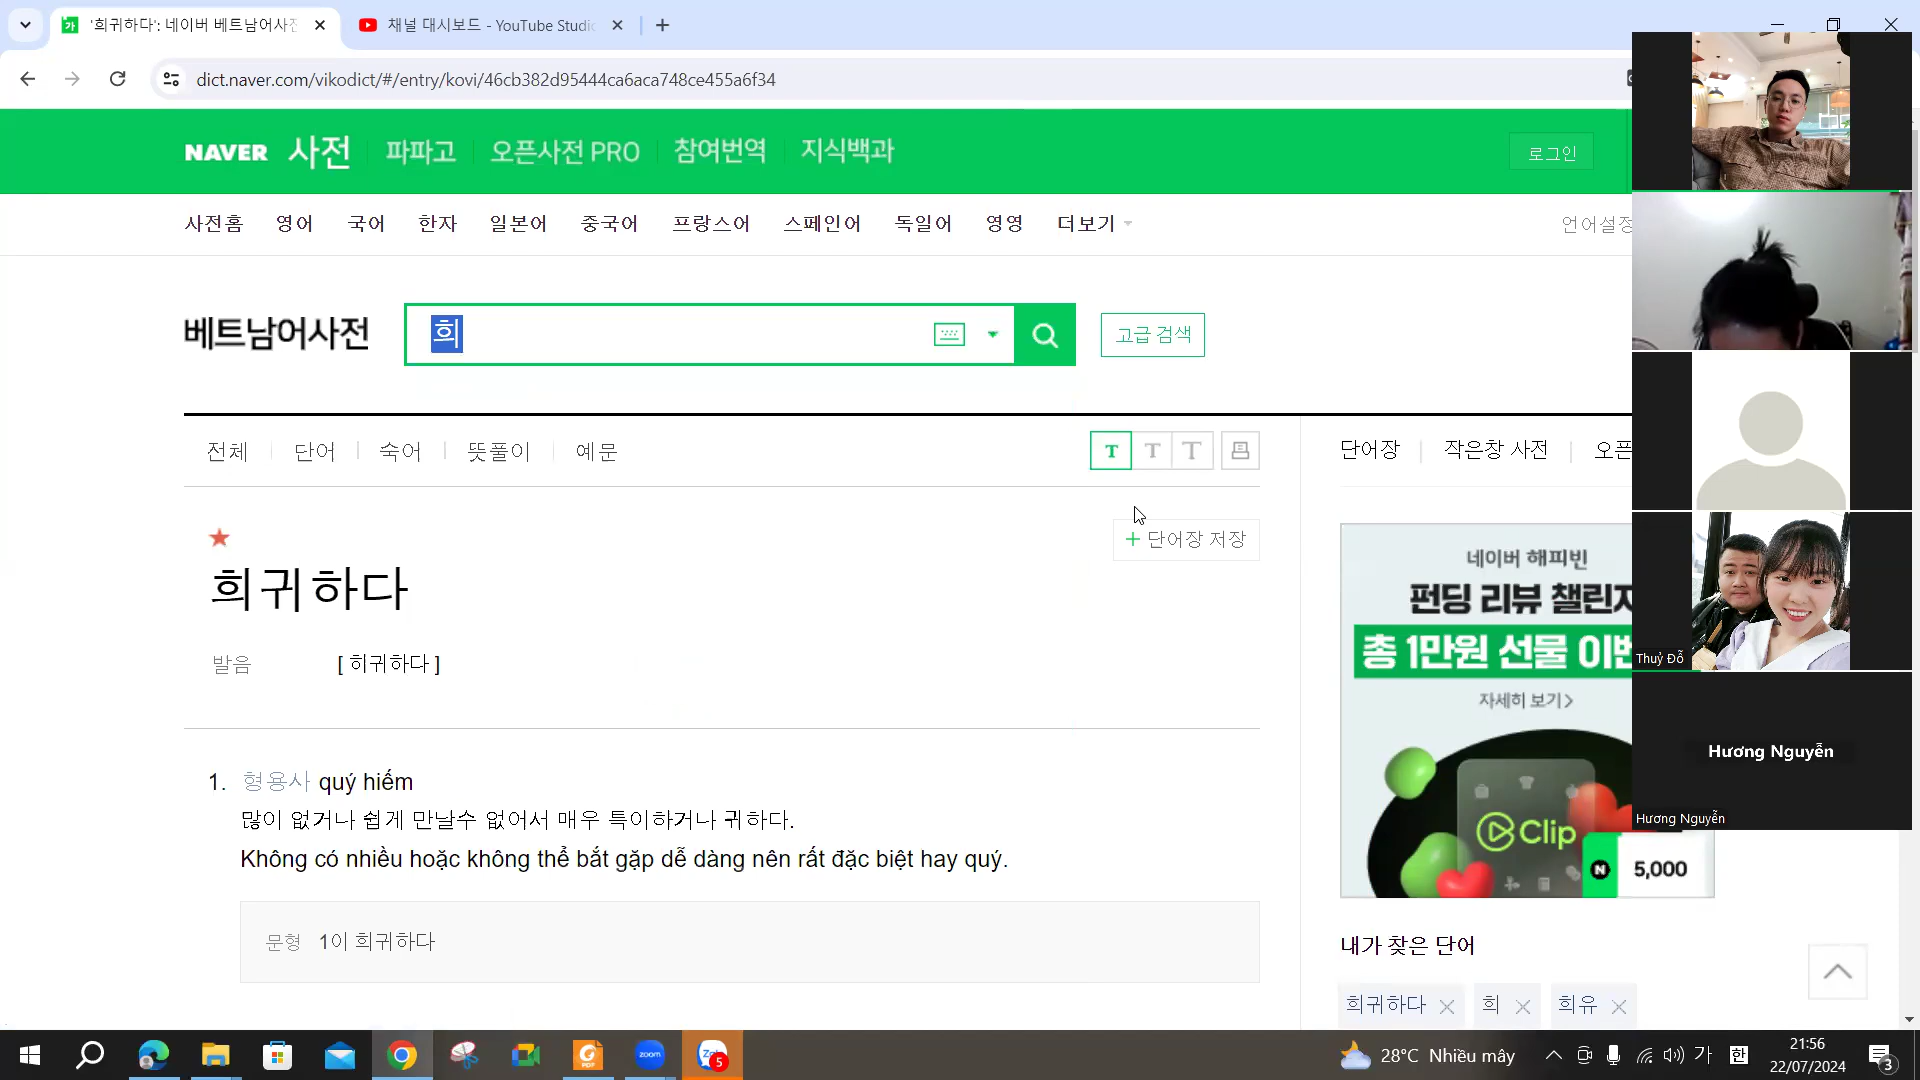 '희귀하다': 네이버 베트남어사전
채널 대시보드 - YouTube Studio
dict.naver.com/vikodict/#/entry/kovi/46cb382d95444ca6aca748ce455a6f34
NAVER 사전 파파고 오픈사전 PRO 참여번역 지식백과
로그인
사전홈 영어 국어 한자 일본어 중국어 프랑스어 스페인어 독일어 영영 더보기
언어설정
베트남어사전
희
고급 검색
전체 단어 숙어 뜻풀이 예문
T T T
단어장 작은창 사전 오픈
+ 단어장 저장
희귀하다
발음 [ 히귀하다 ]
1. 형용사 quý hiếm
많이 없거나 쉽게 만날수 없어서 매우 특이하거나 귀하다.
Không có nhiều hoặc không thể bắt gặp dễ dàng nên rất đặc biệt hay quý.
문형 1이 희귀하다
네이버 해피빈
펀딩 리뷰 챌린지
총 1만원 선물 이벤
자세히 보기>
Clip
N 5,000
내가 찾은 단어
희귀하다 희 희유
Thuỷ Đỗ
Hương Nguyễn
Hương Nguyễn
PDF
zoom
Zalo
5
28°C Nhiều mây
가
한
21:56
22/07/2024
3